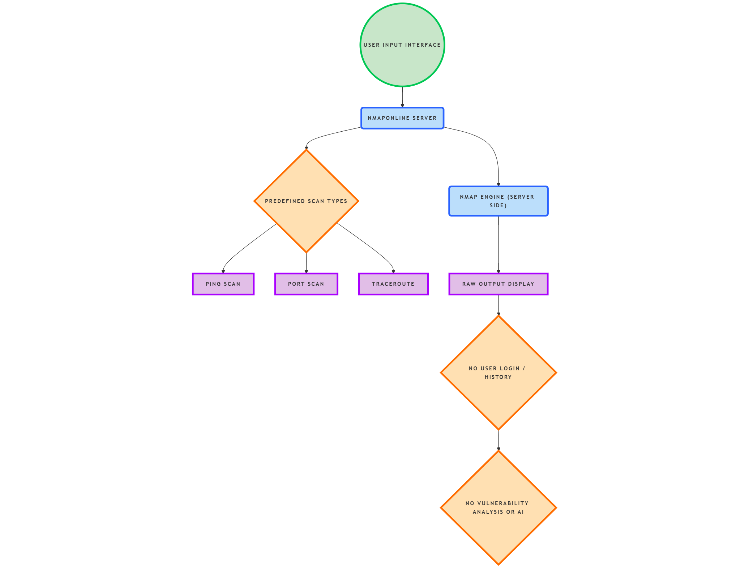 USER INPUT INTERFACE
NMAPONLINE SERVER
PREDEFINED SCAN TYPES
NMAP ENGINE (SERVER
SIDE)
PING SCAN
PORT SCAN
TRACEROUTE
RAW OUTPUT DISPLAY
NO USER LOGIN /
HISTORY
NO VULNERABILITY
ANALYSIS OR AI